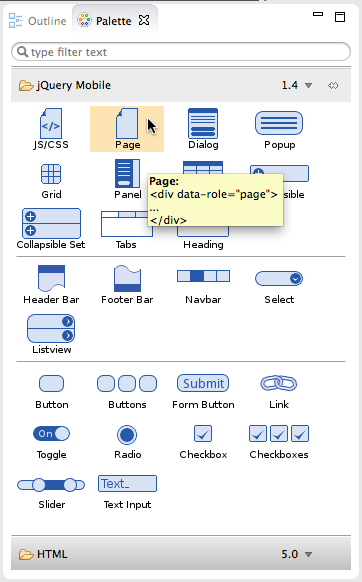 Outline Palette
type filter text
jQuery Mobile 1.4
</>
JS/CSS Page Dialog Popup
Page:
<div data-role="page">
...
</div>
Grid Panel sible
Collapsible Set Tabs Heading
Header Bar Footer Bar Navbar Select
Listview
Submit
Button Buttons Form Button Link
On
Toggle Radio Checkbox Checkboxes
Text_
Slider Text Input
HTML 5.0